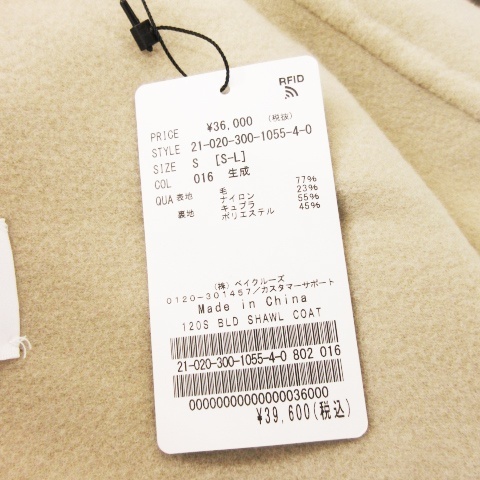 RFID
PRICE ¥36,000 (税抜)
STYLE 21-020-300-1055-4-0
SIZE S [S-L]
COL 016 生成
QUA 表地 毛 77%
ナイロン 23%
裏地 キュプラ 55%
ポリエステル 45%
(株) ベイクルーズ
0120-301457/カスタマーサポート
Made in China
120S BLD SHAWL COAT
21-020-300-1055-4-0 802 016
00000000000000036000
¥39,600(税込)